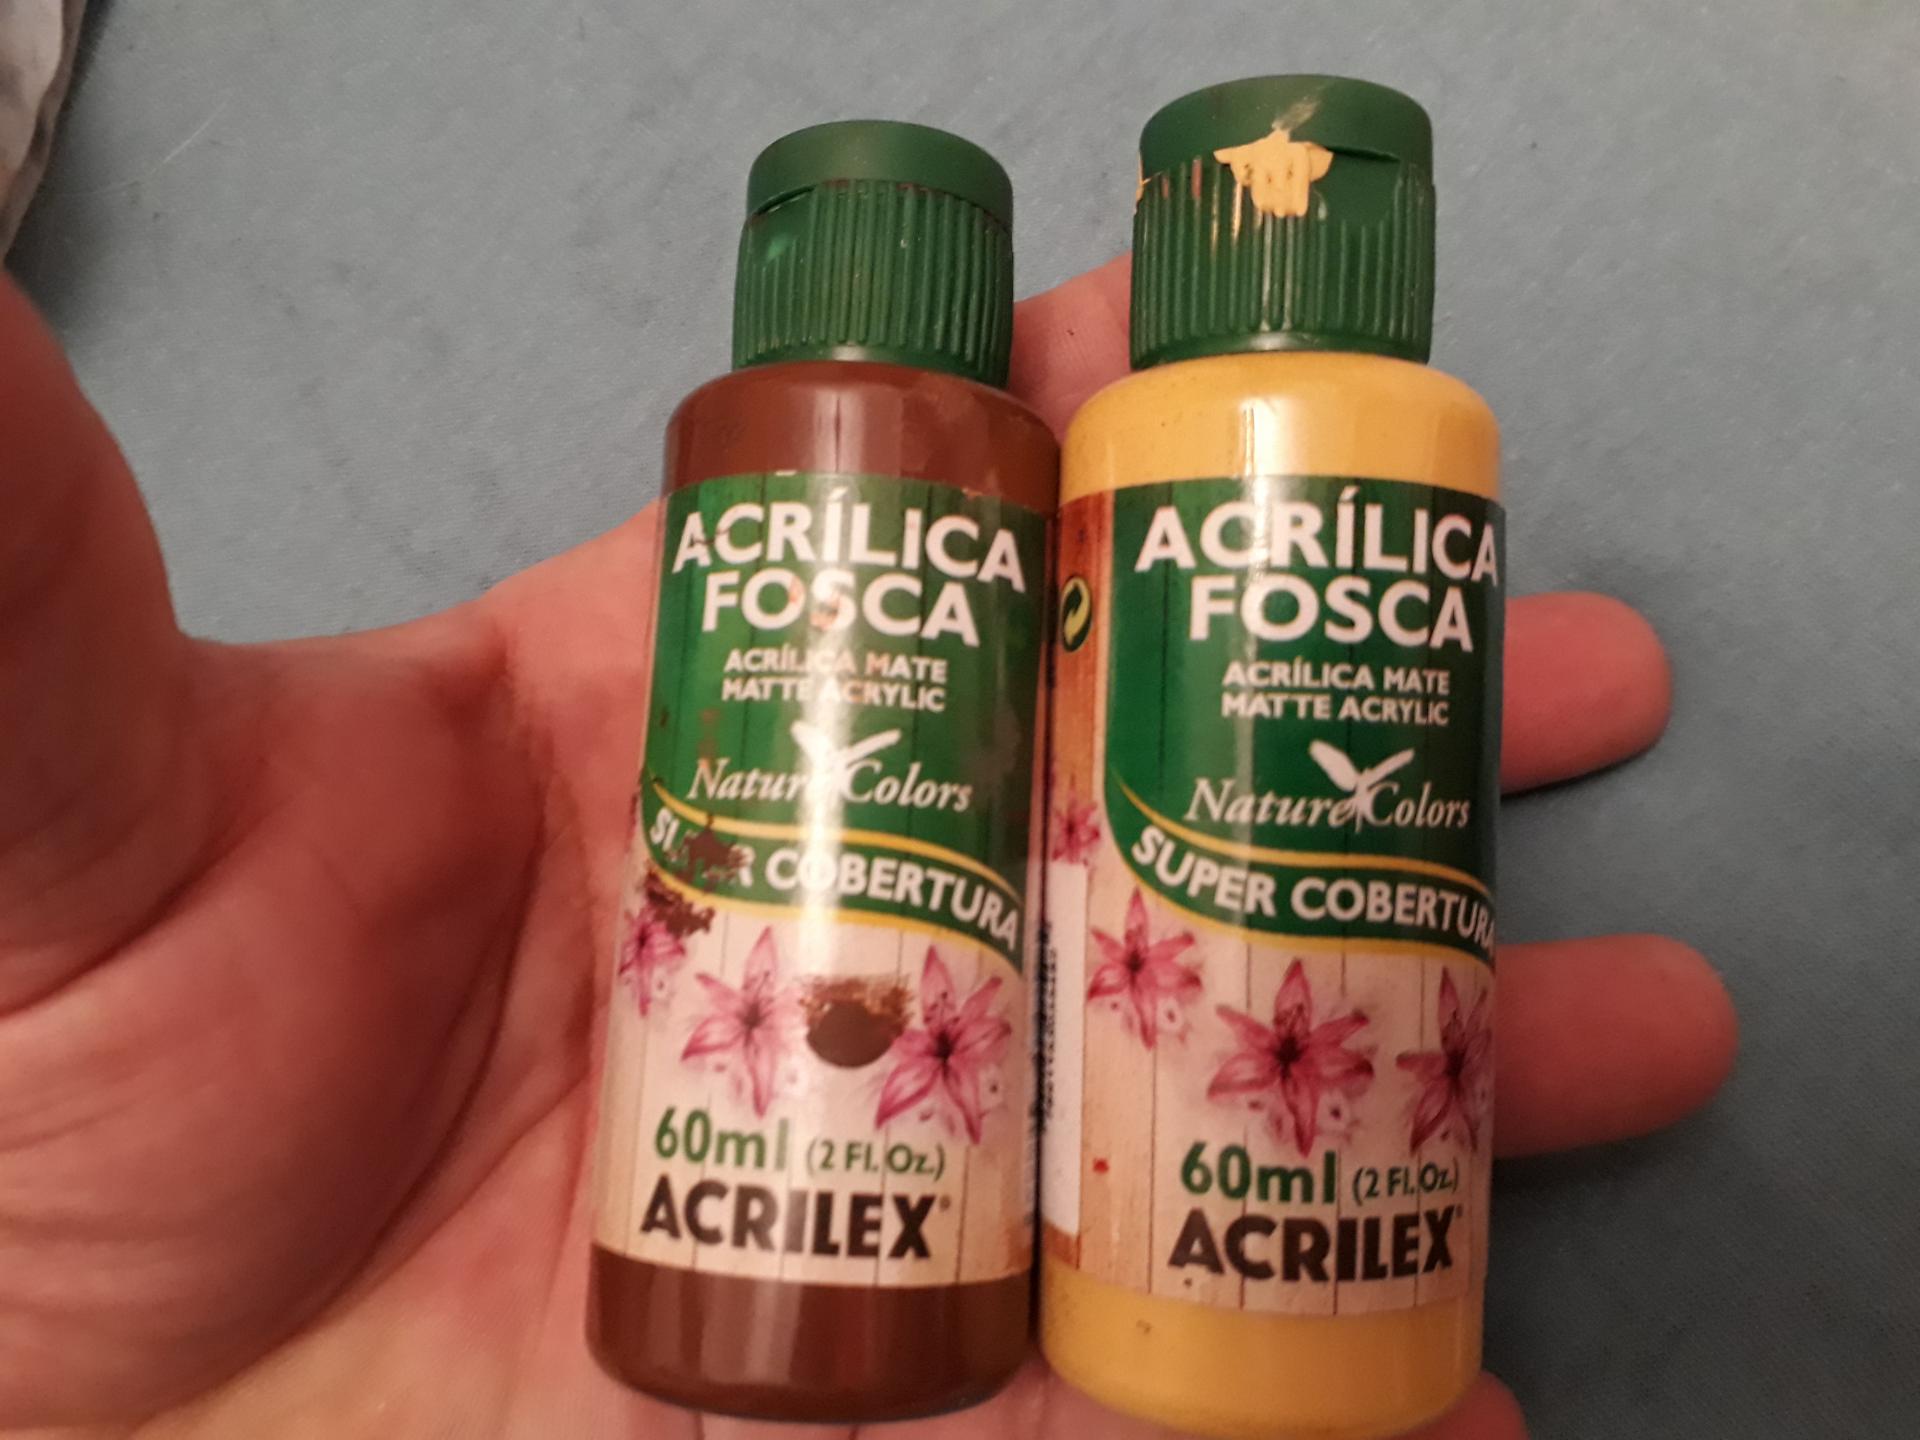 ACRÍLICA
FOSCA
ACRÍLICA MATE
MATTE ACRYLIC
Nature Colors
SUPER COBERTURA
60ml (2 Fl. Oz.)
ACRILEX®
ACRÍLICA
FOSCA
ACRÍLICA MATE
MATTE ACRYLIC
Nature Colors
SUPER COBERTURA
60ml (2 Fl. Oz.)
ACRILEX®